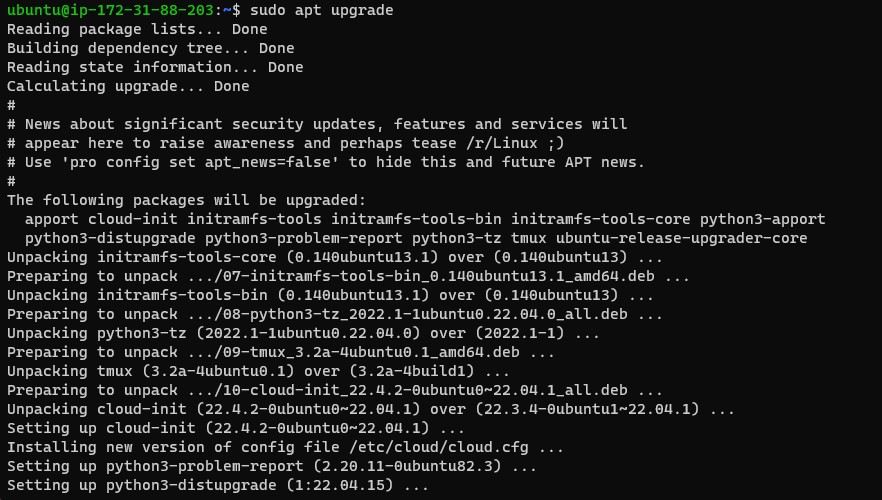 ubuntu@ip-172-31-88-203:~$ sudo apt upgrade
Reading package lists... Done
Building dependency tree... Done
Reading state information... Done
Calculating upgrade... Done
#
# News about significant security updates, features and services will
# appear here to raise awareness and perhaps tease /r/Linux ;)
# Use 'pro config set apt_news=false' to hide this and future APT news.
#
The following packages will be upgraded:
  apport cloud-init initramfs-tools initramfs-tools-bin initramfs-tools-core python3-apport
  python3-distupgrade python3-problem-report python3-tz tmux ubuntu-release-upgrader-core
Unpacking initramfs-tools-core (0.140ubuntu13.1) over (0.140ubuntu13) ...
Preparing to unpack .../07-initramfs-tools-bin_0.140ubuntu13.1_amd64.deb ...
Unpacking initramfs-tools-bin (0.140ubuntu13.1) over (0.140ubuntu13) ...
Preparing to unpack .../08-python3-tz_2022.1-1ubuntu0.22.04.0_all.deb ...
Unpacking python3-tz (2022.1-1ubuntu0.22.04.0) over (2022.1-1) ...
Preparing to unpack .../09-tmux_3.2a-4ubuntu0.1_amd64.deb ...
Unpacking tmux (3.2a-4ubuntu0.1) over (3.2a-4build1) ...
Preparing to unpack .../10-cloud-init_22.4.2-0ubuntu0~22.04.1_all.deb ...
Unpacking cloud-init (22.4.2-0ubuntu0~22.04.1) over (22.3.4-0ubuntu1~22.04.1) ...
Setting up cloud-init (22.4.2-0ubuntu0~22.04.1) ...
Installing new version of config file /etc/cloud/cloud.cfg ...
Setting up python3-problem-report (2.20.11-0ubuntu82.3) ...
Setting up python3-distupgrade (1:22.04.15) ...